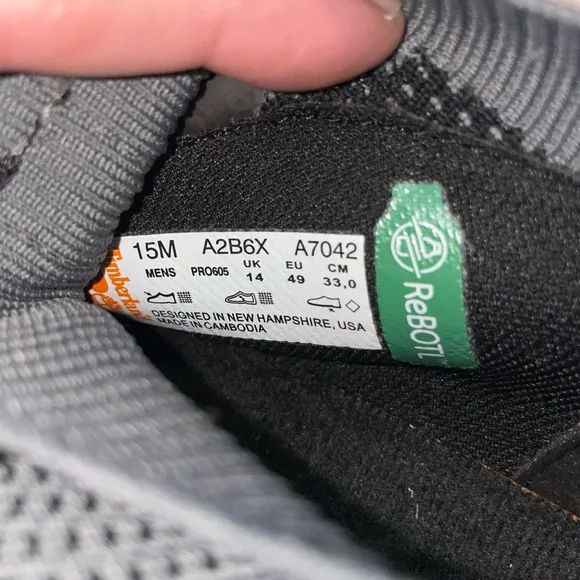 Timberland
15M A2B6X A7042
MENS PRO605 UK 14 EU 49 CM 33,0
DESIGNED IN NEW HAMPSHIRE, USA
MADE IN CAMBODIA
ReBOTL